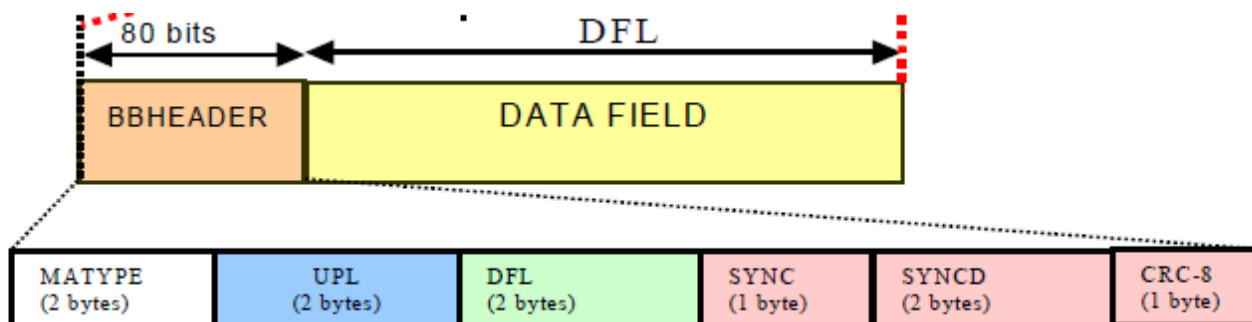 80 bits
DFL
BBHEADER
DATA FIELD
MATYPE
(2 bytes)
UPL
(2 bytes)
DFL
(2 bytes)
SYNC
(1 byte)
SYNCD
(2 bytes)
CRC-8
(1 byte)